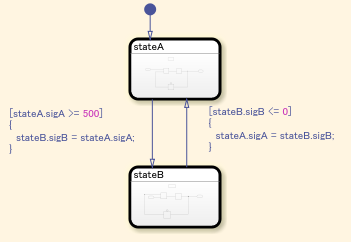 stateA
[stateA.sigA >= 500]
{
stateB.sigB = stateA.sigA;
}
[stateB.sigB <= 0]
{
stateA.sigA = stateB.sigB;
}
stateB